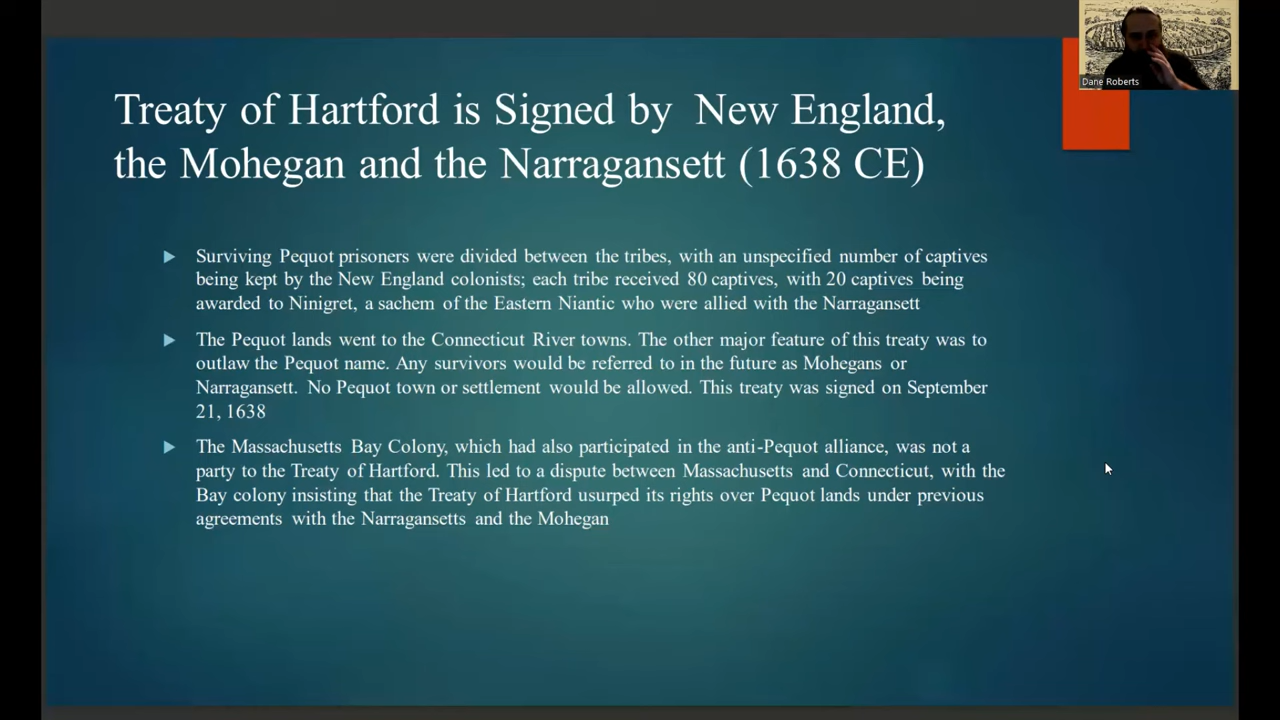 Dane Roberts
Treaty of Hartford is Signed by New England,
the Mohegan and the Narragansett (1638 CE)
Surviving Pequot prisoners were divided between the tribes, with an unspecified number of captives
being kept by the New England colonists; each tribe received 80 captives, with 20 captives being
awarded to Ninigret, a sachem of the Eastern Niantic who were allied with the Narragansett
The Pequot lands went to the Connecticut River towns. The other major feature of this treaty was to
outlaw the Pequot name. Any survivors would be referred to in the future as Mohegans or
Narragansett. No Pequot town or settlement would be allowed. This treaty was signed on September
21, 1638
The Massachusetts Bay Colony, which had also participated in the anti-Pequot alliance, was not a
party to the Treaty of Hartford. This led to a dispute between Massachusetts and Connecticut, with the
Bay colony insisting that the Treaty of Hartford usurped its rights over Pequot lands under previous
agreements with the Narragansetts and the Mohegan